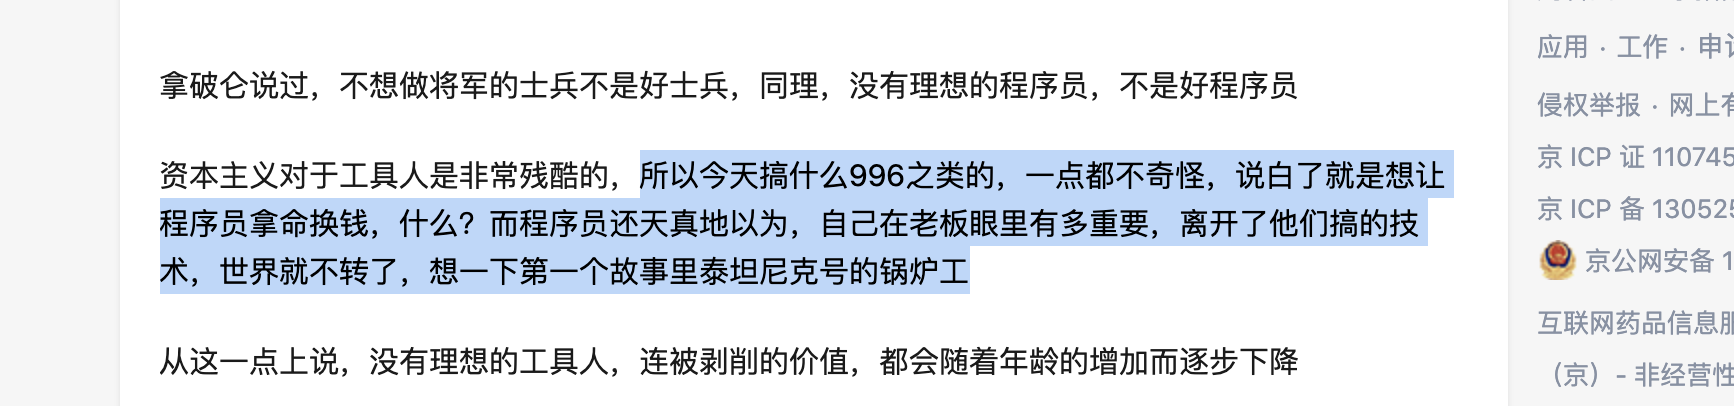 拿破仑说过，不想做将军的士兵不是好士兵，同理，没有理想的程序员，不是好程序员
资本主义对于工具人是非常残酷的，所以今天搞什么996之类的，一点都不奇怪，说白了就是想让
程序员拿命换钱，什么？而程序员还天真地以为，自己在老板眼里有多重要，离开了他们搞的技
术，世界就不转了，想一下第一个故事里泰坦尼克号的锅炉工
从这一点上说，没有理想的工具人，连被剥削的价值，都会随着年龄的增加而逐步下降
应用 · 工作 · 申
侵权举报 · 网上有
京 ICP 证 110745
京 ICP 备 130525
京公网安备 1
互联网药品信息服
（京）- 非经营性